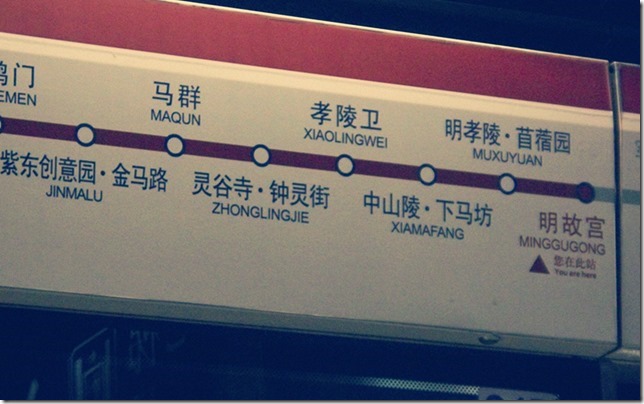 门
EMEN
紫东创意园·金马路
JINMALU
马群
MAQUN
灵谷寺·钟灵街
ZHONGLINGJIE
孝陵卫
XIAOLINGWEI
中山陵·下马坊
XIAMAFANG
明孝陵·苜蓿园
MUXUYUAN
明故宫
MINGGUGONG
您在此站
You are here